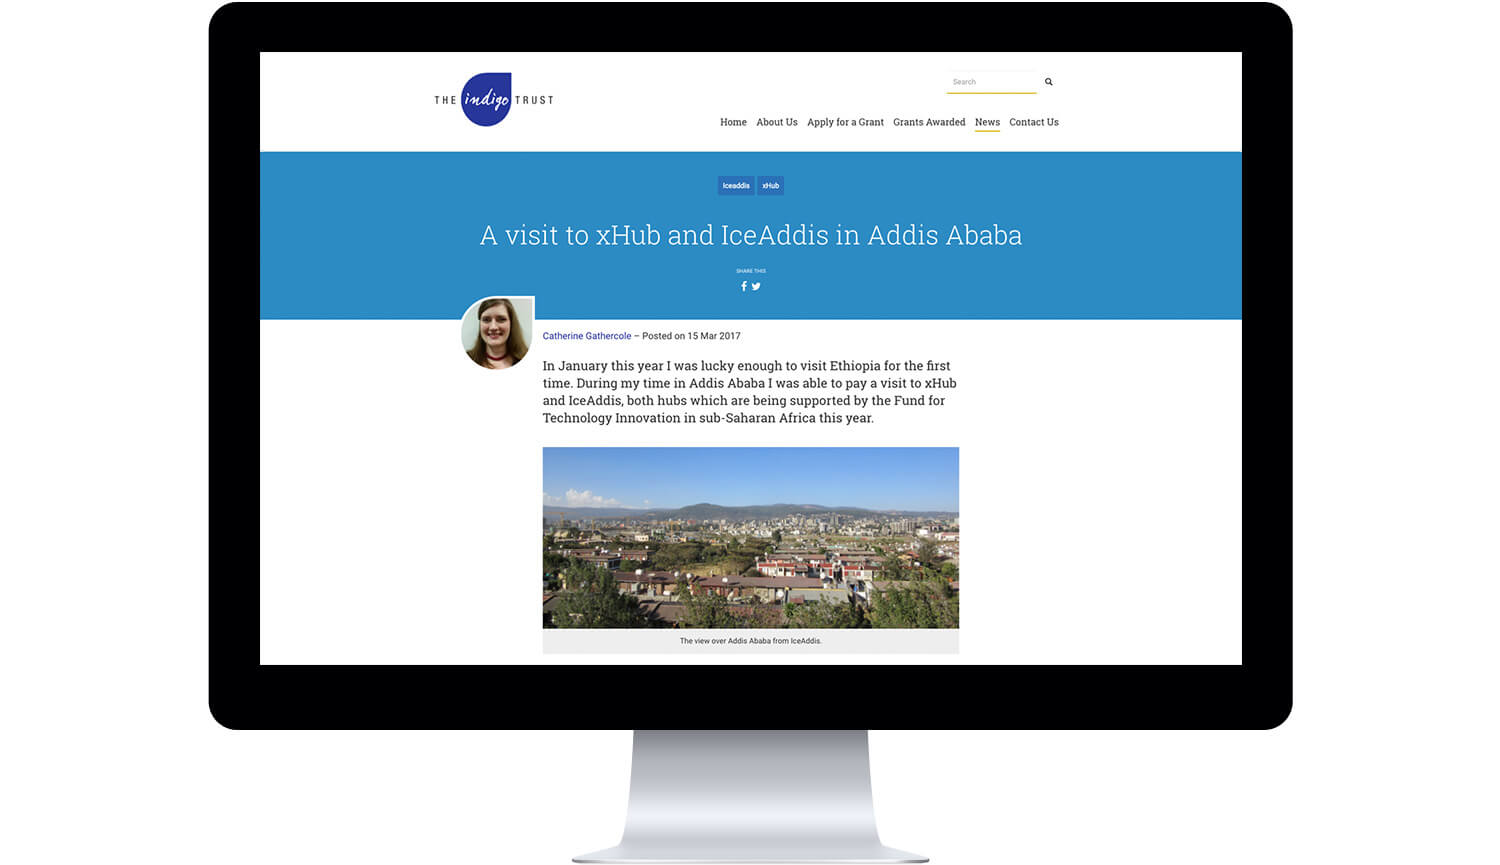 THE indigo TRUST
Search
Home About Us Apply for a Grant Grants Awarded News Contact Us
Iceaddis xHub
A visit to xHub and IceAddis in Addis Ababa
SHARE THIS
Catherine Gathercole – Posted on 15 Mar 2017
In January this year I was lucky enough to visit Ethiopia for the first
time. During my time in Addis Ababa I was able to pay a visit to xHub
and IceAddis, both hubs which are being supported by the Fund for
Technology Innovation in sub-Saharan Africa this year.
The view over Addis Ababa from IceAddis.